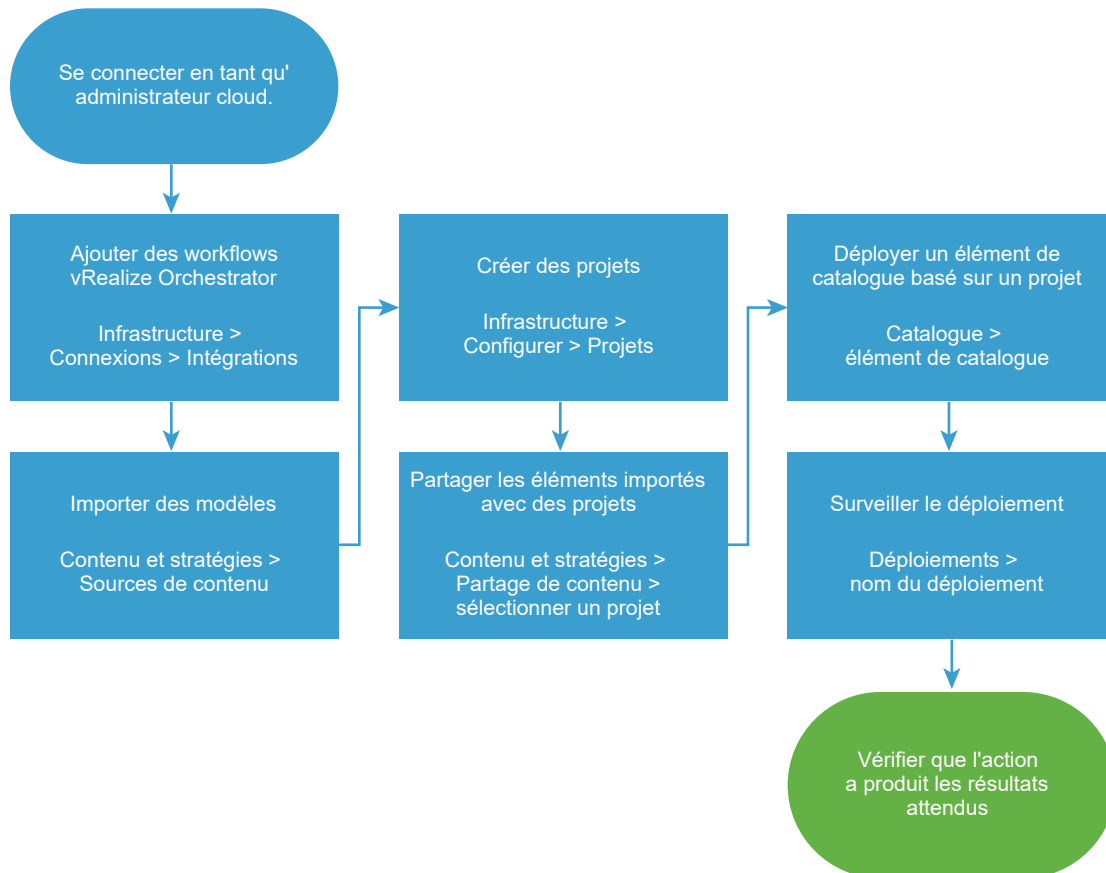 Se connecter en tant qu'
administrateur cloud.
Ajouter des workflows
vRealize Orchestrator
Infrastructure >
Connexions > Intégrations
Importer des modèles
Contenu et stratégies >
Sources de contenu
Créer des projets
Infrastructure >
Configurer > Projets
Partager les éléments importés
avec des projets
Contenu et stratégies >
Partage de contenu >
sélectionner un projet
Déployer un élément de
catalogue basé sur un projet
Catalogue >
élément de catalogue
Surveiller le déploiement
Déploiements >
nom du déploiement
Vérifier que l'action
a produit les résultats
attendus